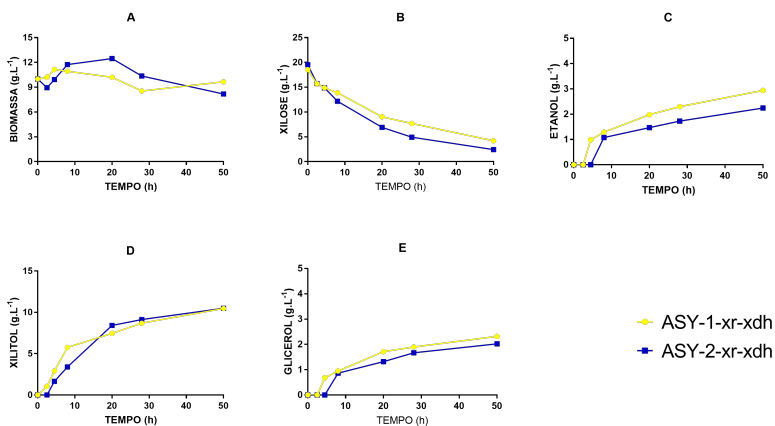 A
BIOMASSA (g.L⁻¹)
15
12
9
6
3
0
0 10 20 30 40 50
TEMPO (h)
B
XILOSE (g.L⁻¹)
25
20
15
10
5
0
0 10 20 30 40 50
TEMPO (h)
C
ETANOL (g.L⁻¹)
5
4
3
2
1
0
0 10 20 30 40 50
TEMPO (h)
D
XILITOL (g.L⁻¹)
15
10
5
0
0 10 20 30 40 50
TEMPO (h)
E
GLICEROL (g.L⁻¹)
5
4
3
2
1
0
0 10 20 30 40 50
TEMPO (h)
ASY-1-xr-xdh
ASY-2-xr-xdh